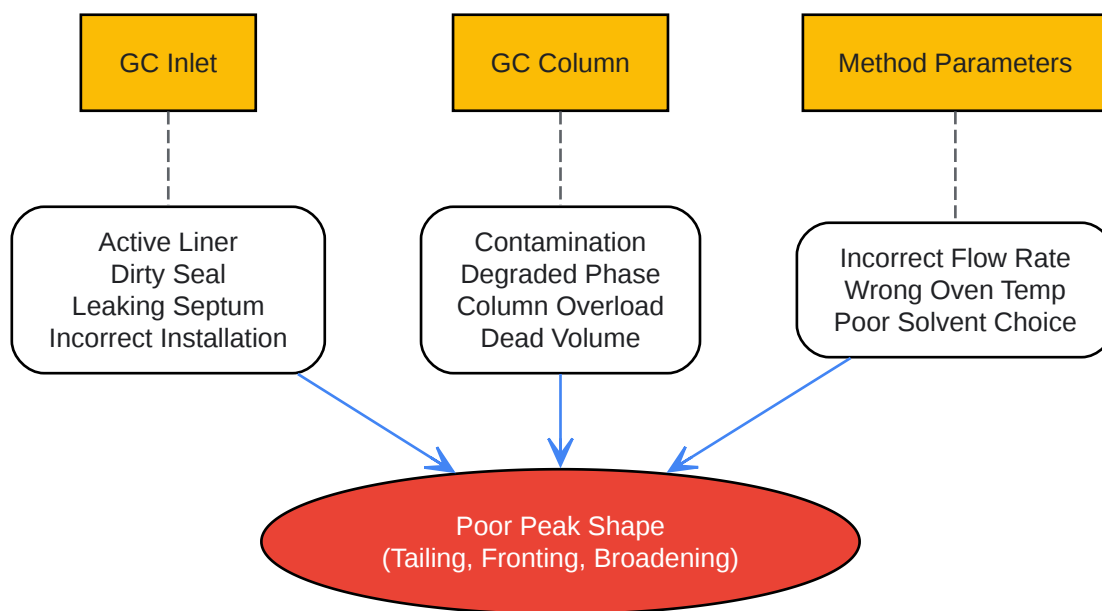 GC Inlet
GC Column
Method Parameters
Active Liner
Dirty Seal
Leaking Septum
Incorrect Installation
Contamination
Degraded Phase
Column Overload
Dead Volume
Incorrect Flow Rate
Wrong Oven Temp
Poor Solvent Choice
Poor Peak Shape
(Tailing, Fronting, Broadening)